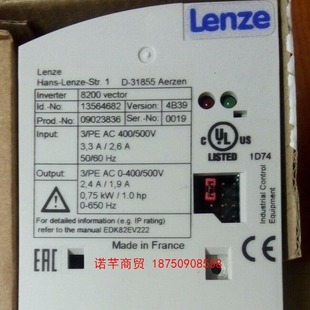 Lenze
Lenze
Hans-Lenze-Str. 1 D-31855 Aerzen
Inverter 8200 vector
Id.-No: 13564682 Version: 4B39
Prod.-No: 09023836 Ser.-No: 0019
Input: 3/PE AC 400/500V
3,3 A / 2,6 A
50/60 Hz
Output: 3/PE AC 0-400/500V
2,4 A / 1,9 A
0,75 kW / 1.0 hp
0-650 Hz
For detailed information (e.g. IP rating)
refer to the manual EDK82EV222
Made in France
C UL US
LISTED 1D74
Industrial Control
Equipment
EAC
CE
诺芊商贸